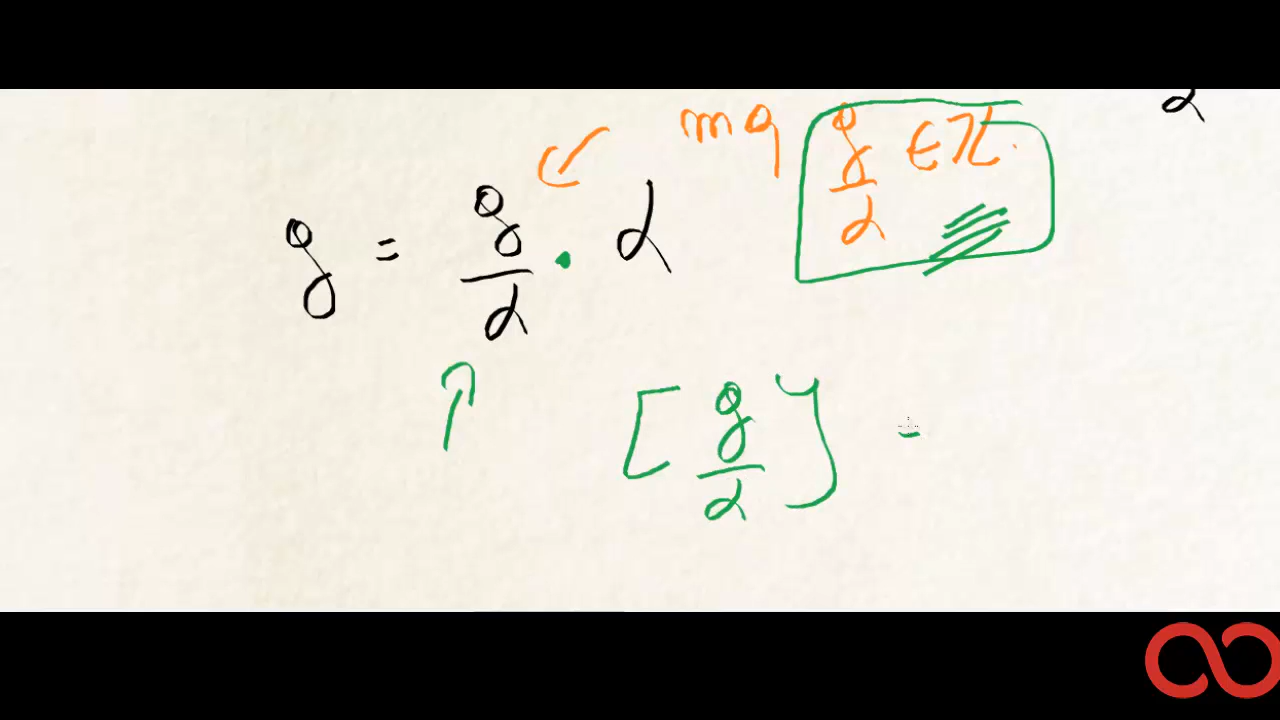 mq g/α ∈ ℤ.
α
g = g/α · α
[g/α] =